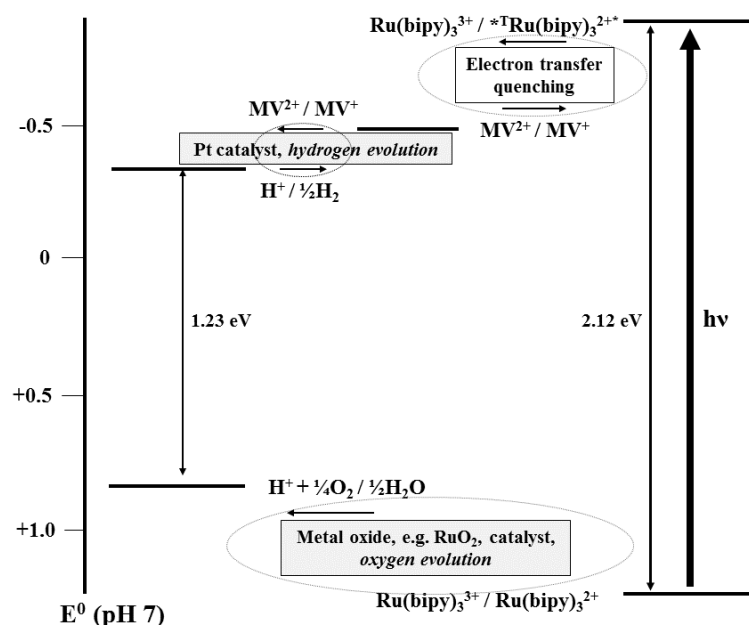 Ru(bipy)₃³⁺ / *ᵀRu(bipy)₃²⁺*
Electron transfer
quenching
MV²⁺ / MV⁺
MV²⁺ / MV⁺
-0.5
Pt catalyst, hydrogen evolution
H⁺ / ½H₂
0
1.23 eV
2.12 eV
hν
+0.5
H⁺ + ¼O₂ / ½H₂O
+1.0
Metal oxide, e.g. RuO₂, catalyst,
oxygen evolution
Ru(bipy)₃³⁺ / Ru(bipy)₃²⁺
E⁰ (pH 7)